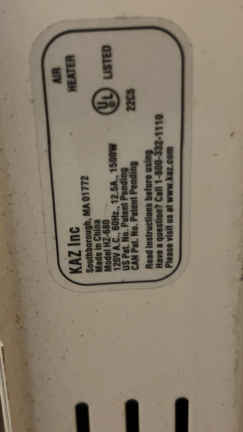 KAZ Inc
Southborough, MA 01772
Made in China
Model HZ-680
120V A.C., 60Hz., 12.5A., 1500W
US Pat. No. Patent Pending
CAN Pat. No. Patent Pending
Read instructions before using
Have a question? Call 1-800-332-1110
Please visit us at www.kaz.com
AIR
HEATER
UL
LISTED
22C5